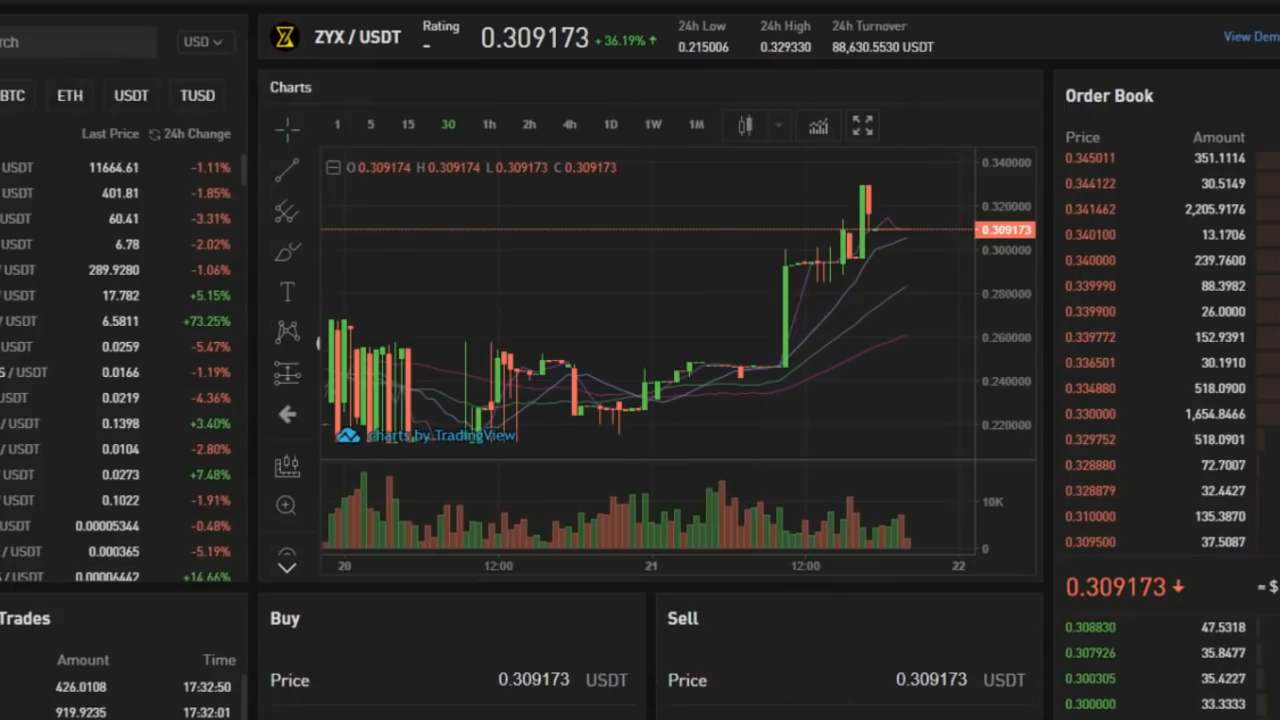 rch USD
BTC ETH USDT TUSD
Last Price 24h Change
USDT 11664.61 -1.11%
USDT 401.81 -1.85%
USDT 60.41 -3.31%
USDT 6.78 -2.02%
USDT 289.9280 -1.06%
USDT 17.782 +5.15%
/ USDT 6.5811 +73.25%
USDT 0.0259 -5.47%
S / USDT 0.0166 -1.19%
USDT 0.0219 -4.36%
/ USDT 0.1398 +3.40%
/ USDT 0.0104 -2.80%
USDT 0.0273 +7.48%
USDT 0.1022 -1.91%
USDT 0.00005344 -0.48%
/ USDT 0.000365 -5.19%
S / USDT 0.00006442 +14.66%
Trades
Amount Time
426.0108 17:32:50
919.9235 17:32:01
ZYX / USDT
Rating
-
0.309173 +36.19%
24h Low
0.215006
24h High
0.329330
24h Turnover
88,630.5530 USDT
View Dem
Charts
1 5 15 30 1h 2h 4h 1D 1W 1M
O 0.309174 H 0.309174 L 0.309173 C 0.309173
0.340000
0.320000
0.309173
0.300000
0.280000
0.260000
0.240000
0.220000
charts by TradingView
10K
0
20 12:00 21 12:00 22
Buy
Price 0.309173 USDT
Sell
Price 0.309173 USDT
Order Book
Price Amount
0.345011 351.1114
0.344122 30.5149
0.341462 2,205.9176
0.340100 13.1706
0.340000 239.7600
0.339990 88.3982
0.339900 26.0000
0.339772 152.9391
0.336501 30.1910
0.334880 518.0900
0.330000 1,654.8466
0.329752 518.0901
0.328880 72.7007
0.328879 32.4427
0.310000 135.3870
0.309500 37.5087
0.309173 ≈ $
0.308830 47.5318
0.307926 35.8477
0.300305 35.4227
0.300000 33.3333